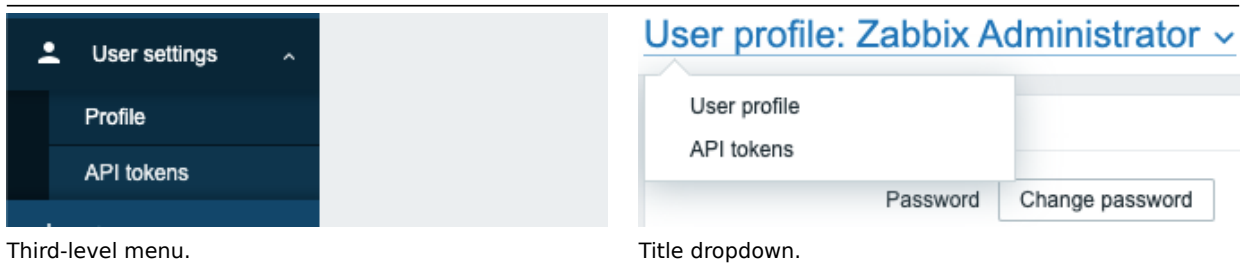 User settings
Profile
API tokens
Third-level menu.
User profile: Zabbix Administrator
User profile
API tokens
Password
Change password
Title dropdown.